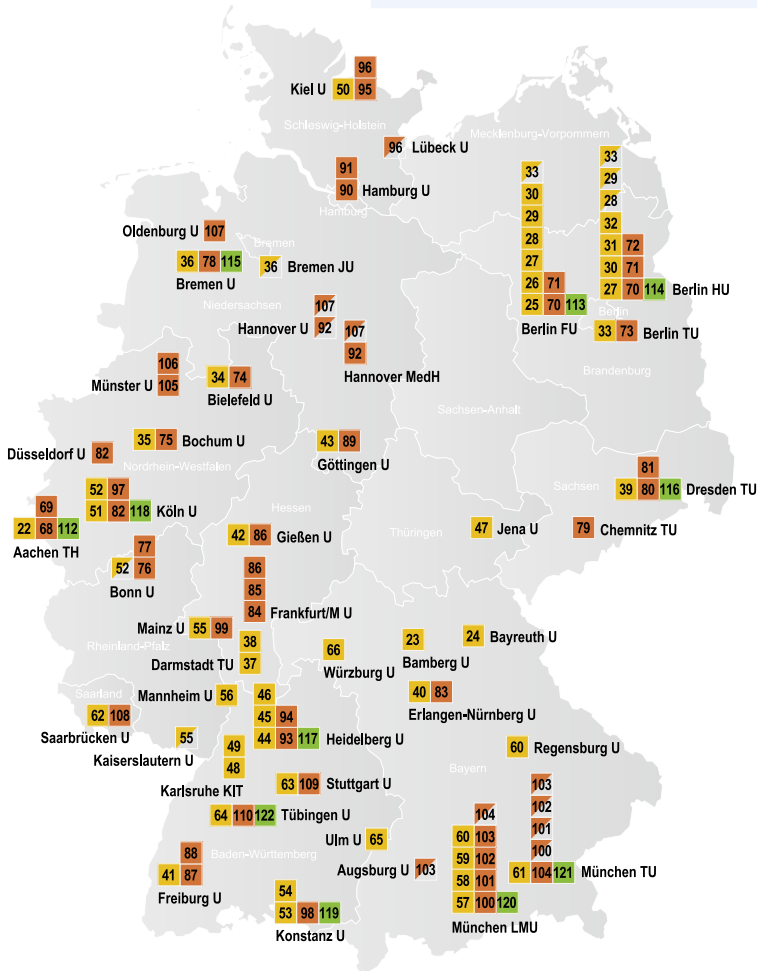 96
Kiel U 50 95
Schleswig-Holstein
Mecklenburg-Vorpommern
96 Lübeck U
91
90 Hamburg U
Hamburg
33
30
29
28
27
26 71
25 70 113
Berlin FU
33
29
28
32
31 72
30 71
27 70 114 Berlin HU
Berlin
33 73 Berlin TU
Brandenburg
Oldenburg U 107
Bremen
36 78 115
Bremen U
36 Bremen JU
Niedersachsen
107
Hannover U 92
107
92
Hannover MedH
106
Münster U 105
34 74
Bielefeld U
Sachsen-Anhalt
35 75 Bochum U
43 89
Göttingen U
Düsseldorf U 82
Nordrhein-Westfalen
52 97
51 82 118 Köln U
69
22 68 112
Aachen TH
77
52 76
Bonn U
Hessen
42 86 Gießen U
Thüringen
47 Jena U
Sachsen
81
39 80 116 Dresden TU
79 Chemnitz TU
86
85
84 Frankfurt/M U
Mainz U 55 99
Rheinland-Pfalz
38
Darmstadt TU 37
66
Würzburg U
23
Bamberg U
24 Bayreuth U
40 83
Erlangen-Nürnberg U
Mannheim U 56
46
45 94
44 93 117 Heidelberg U
Saarland
62 108
Saarbrücken U
55
Kaiserslautern U
49
48
Karlsruhe KIT
60 Regensburg U
Bayern
63 109 Stuttgart U
64 110 122 Tübingen U
Ulm U 65
Baden-Württemberg
Augsburg U 103
88
41 87
Freiburg U
54
53 98 119
Konstanz U
104
60 103
59 102
58 101
57 100 120
München LMU
103
102
101
100
61 104 121 München TU